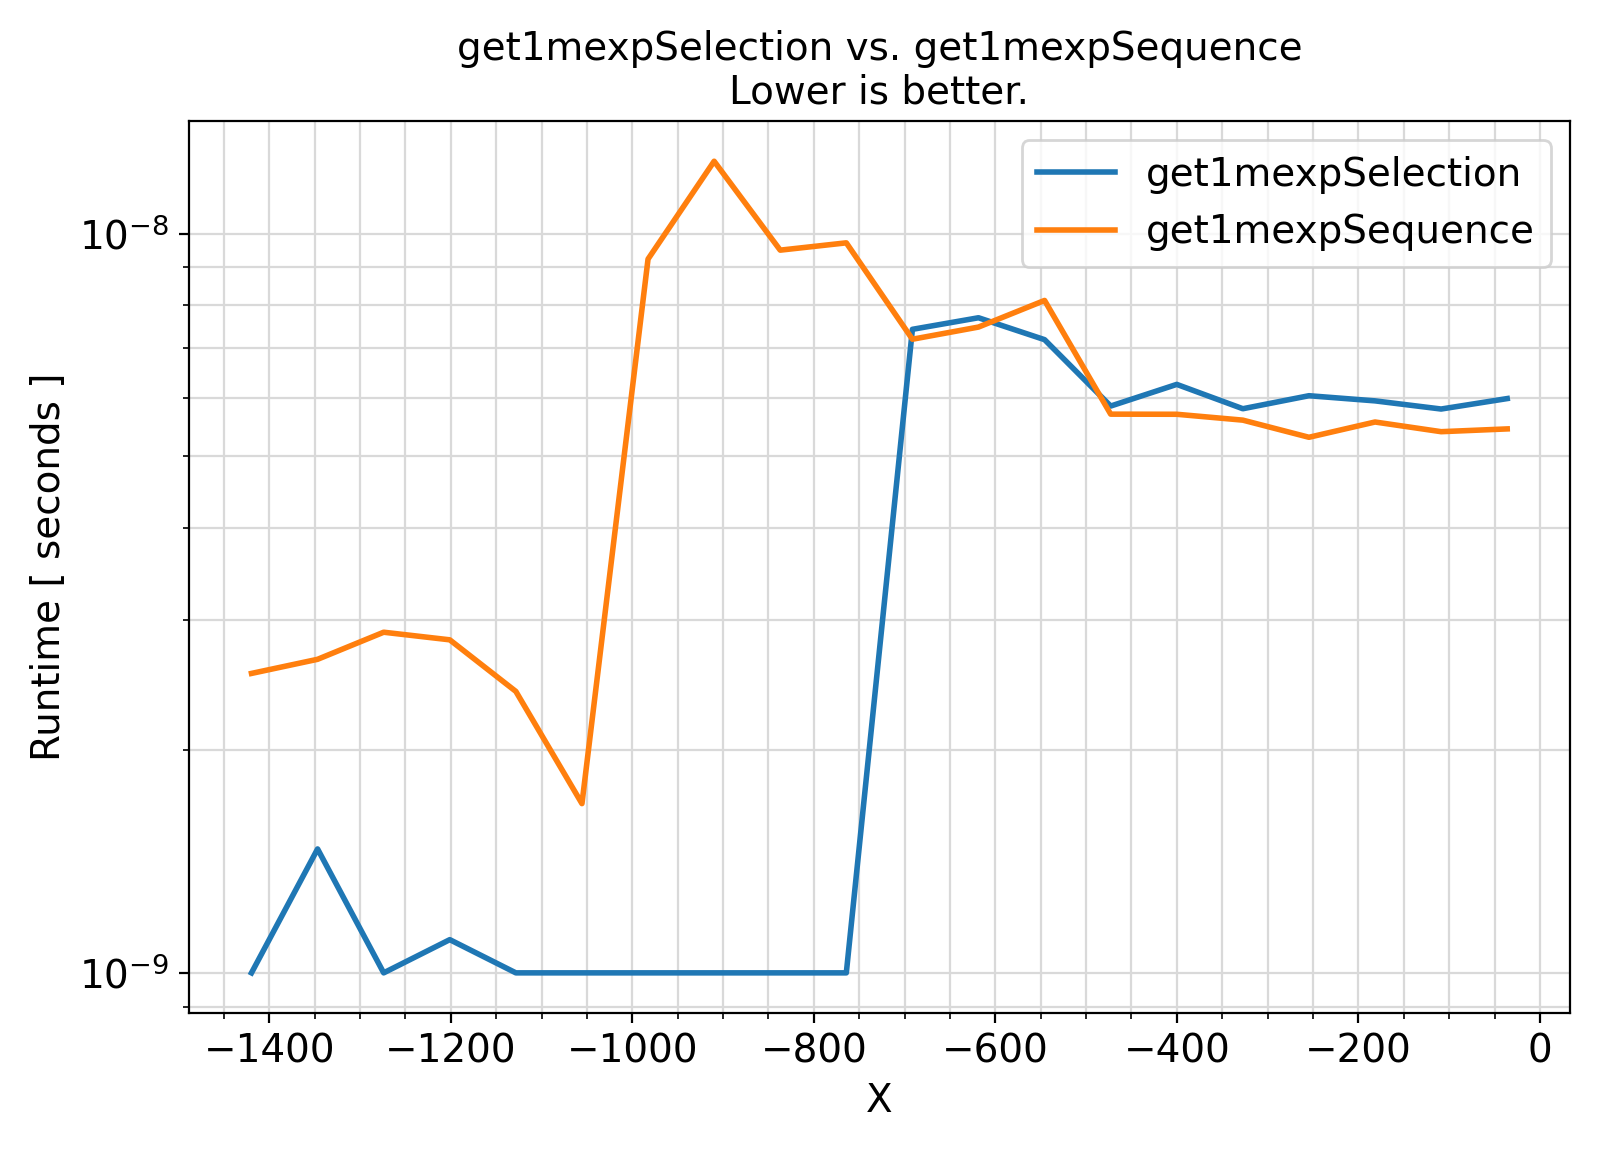 get1mexpSelection vs. get1mexpSequence
Lower is better.
get1mexpSelection
get1mexpSequence
Runtime [ seconds ]
10⁻⁸
10⁻⁹
−1400 −1200 −1000 −800 −600 −400 −200 0
X